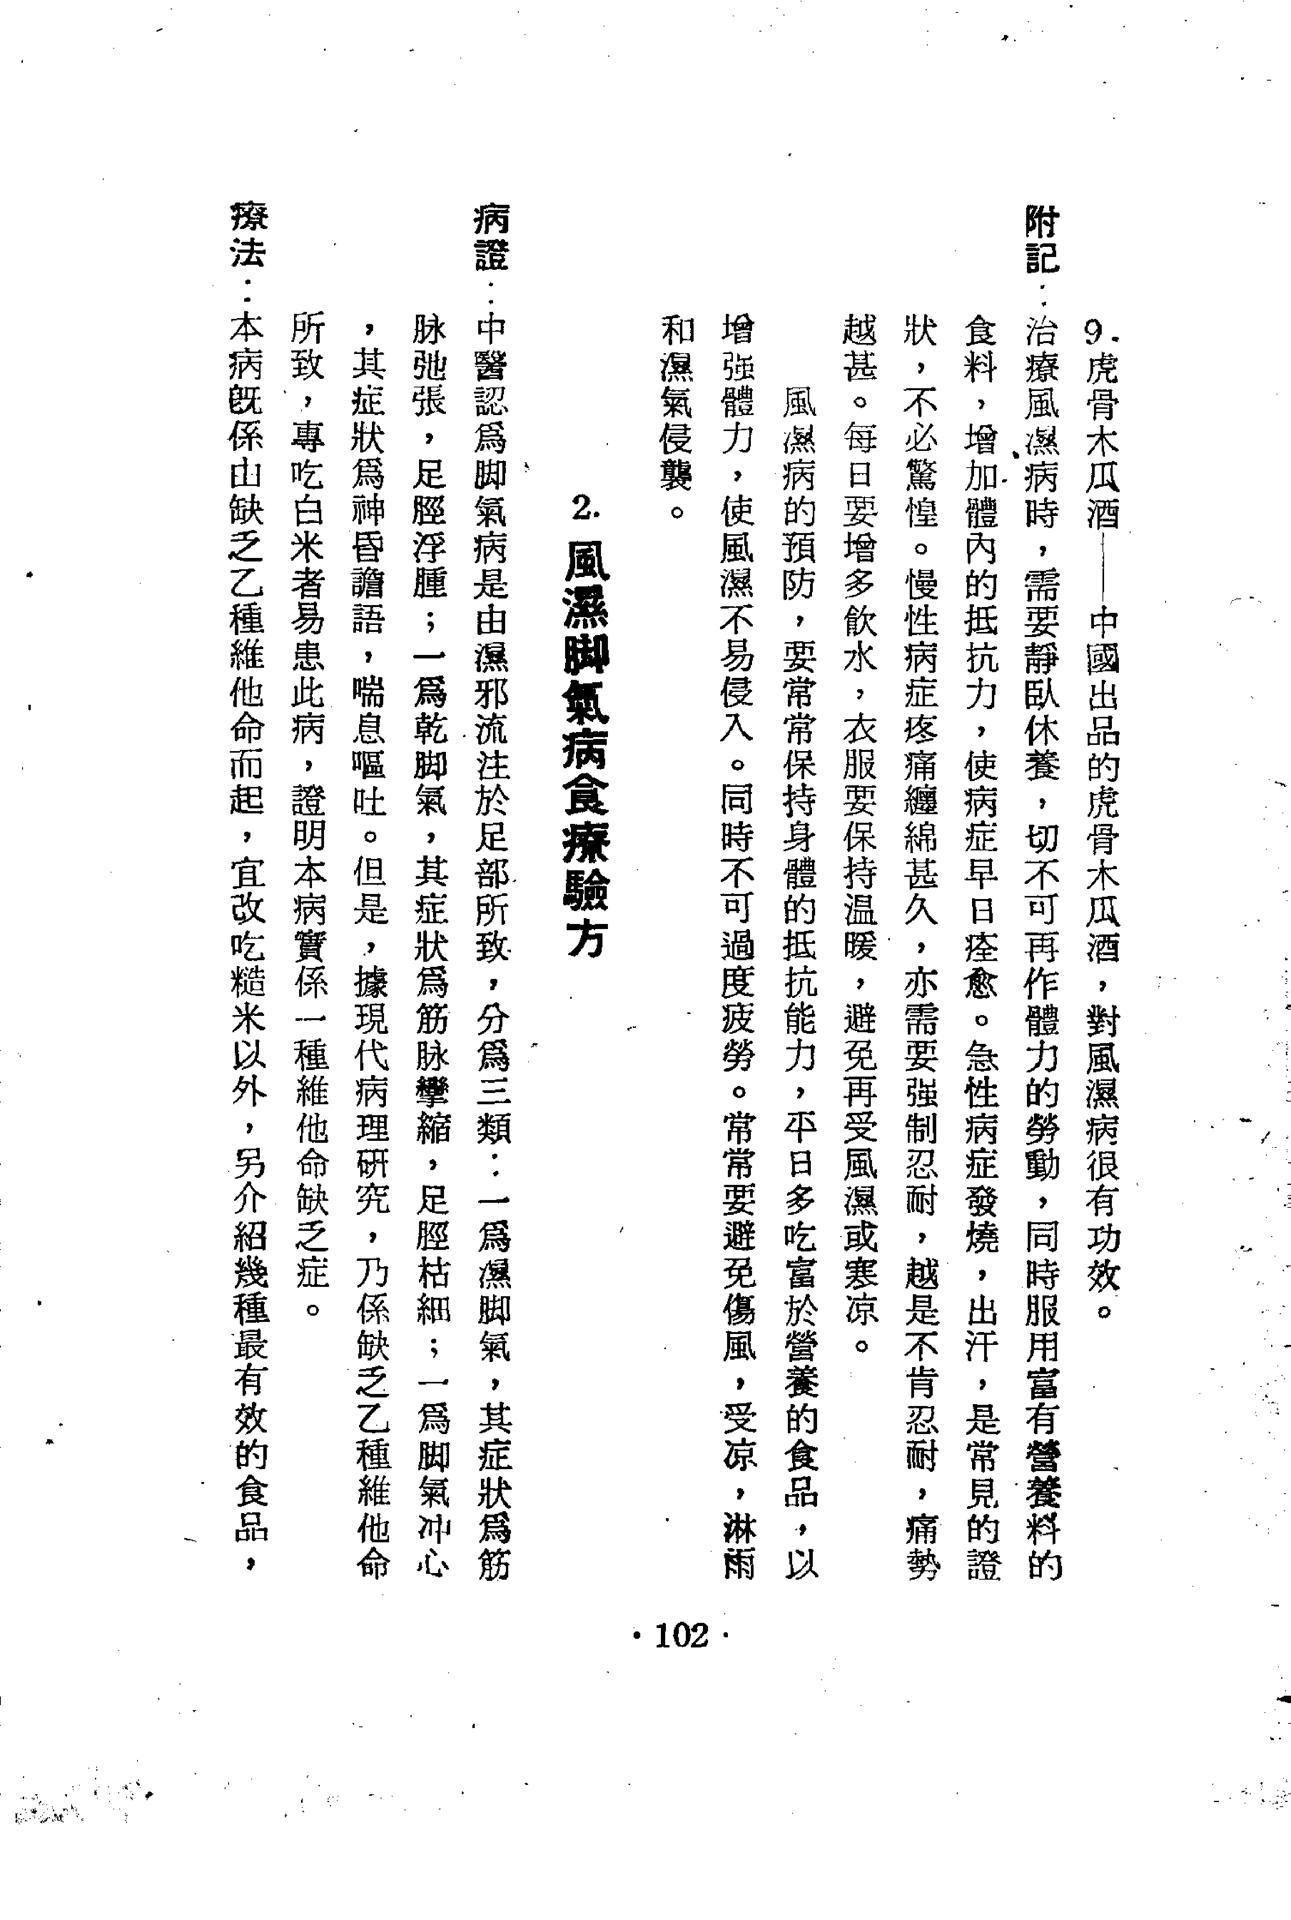 9.虎骨木瓜酒——中國出品的虎骨木瓜酒，對風濕病很有功效。
附記：治療風濕病時，需要靜臥休養，切不可再作體力的勞動，同時服用富有營養料的
食料，增加體內的抵抗力，使病症早日痊愈。急性病症發燒，出汗，是常見的證
狀，不必驚惶。慢性病症疼痛纏綿甚久，亦需要强制忍耐，越是不肯忍耐，痛勢
越甚。每日要增多飲水，衣服要保持温暖，避免再受風濕或寒凉。
風濕病的預防，要常常保持身體的抵抗能力，平日多吃富於營養的食品，以
增强體力，使風濕不易侵入。同時不可過度疲勞。常常要避免傷風，受凉，淋雨
和濕氣侵襲。
2.風濕脚氣病食療驗方
病證：中醫認爲脚氣病是由濕邪流注於足部所致，分爲三類：一爲濕脚氣，其症狀爲筋
脉弛張，足脛浮腫；一爲乾脚氣，其症狀爲筋脉攣縮，足脛枯細；一爲脚氣冲心
，其症狀爲神昏譫語，喘息嘔吐。但是，據現代病理研究，乃係缺乏乙種維他命
所致，專吃白米者易患此病，證明本病實係一種維他命缺乏症。
療法：本病旣係由缺乏乙種維他命而起，宜改吃糙米以外，另介紹幾種最有效的食品，
·102·